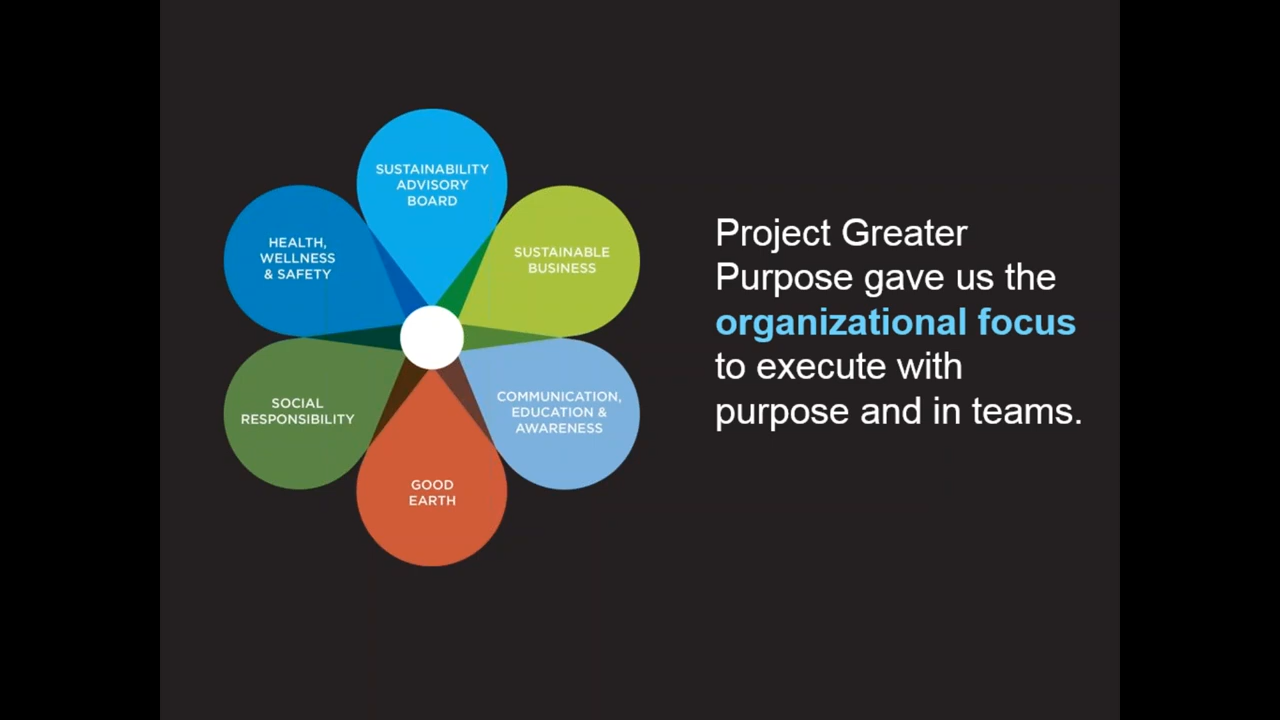 SUSTAINABILITY
ADVISORY
BOARD
SUSTAINABLE
BUSINESS
COMMUNICATION,
EDUCATION &
AWARENESS
GOOD
EARTH
SOCIAL
RESPONSIBILITY
HEALTH,
WELLNESS
& SAFETY
Project Greater
Purpose gave us the
organizational focus
to execute with
purpose and in teams.